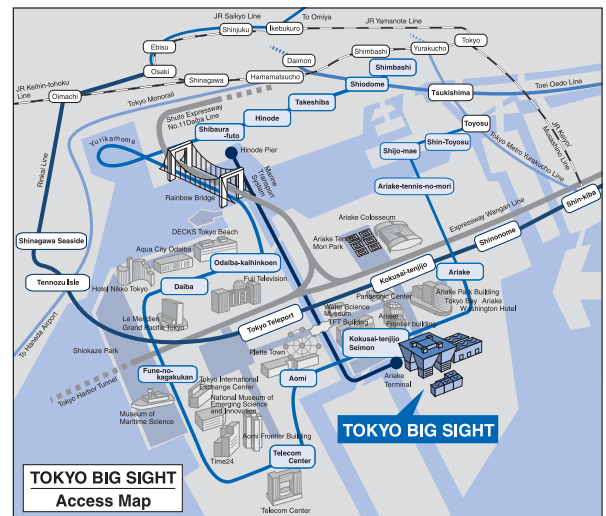 JR Saikyo Line
To Omiya
JR Yamanote Line
Shinjuku
Ikebukuro
Ebisu
Tokyo
Shimbashi
Yurakucho
Daimon
Osaki
Shimbashi
JR Keihin-tohoku
Line
Oimachi
Shinagawa
Hamamatsucho
Shiodome
Toei Oedo Line
Tsukishima
Tokyo Monorail
Takeshiba
Shuto Expressway
No.11Daiba Line
Hinode
Toyosu
Shibaura
-futo
Shin-Toyosu
Shijo-mae
JR Keiyo/
Musashino Line
Yurikamome
Hinode Pier
Tokyo Metro Yurakucho Line
Rinkai Line
Marine
Transport
System
Ariake-tennis-no-mori
Rainbow Bridge
Shin-kiba
Expressway Wangan Line
Ariake Colosseum
DECKS Tokyo Beach
Ariake Tennis
Mori Park
Shinonome
Shinagawa Seaside
Aqua City Odaiba
Odaiba-kaihinkoen
Kokusai-tenjijo
Ariake
Hotel Nikko Tokyo
Daiba
Fuji Television
Tennozu Isle
Panasonic Center
Ariake Park Building
Tokyo Bay Ariake
Washington Hotel
Water Science
Museum
Ariake
Frontier building
Le Meridien
Grand Pacific Tokyo
Tokyo Teleport
TFT Building
To Haneda Airport
Kokusai-tenjijo
Seimon
Shiokaze Park
Plette Town
Tokyo Harbor Tunnel
Fune-no-
kagakukan
Aomi
Ariake
Terminal
Tokyo International
Exchange Center
National Museum of
Emerging Science
and Innovation
TOKYO BIG SIGHT
Museum of
Maritime Science
Aomi Frontier Building
Time24
Telecom
Center
TOKYO BIG SIGHT
Access Map
Telecom Center